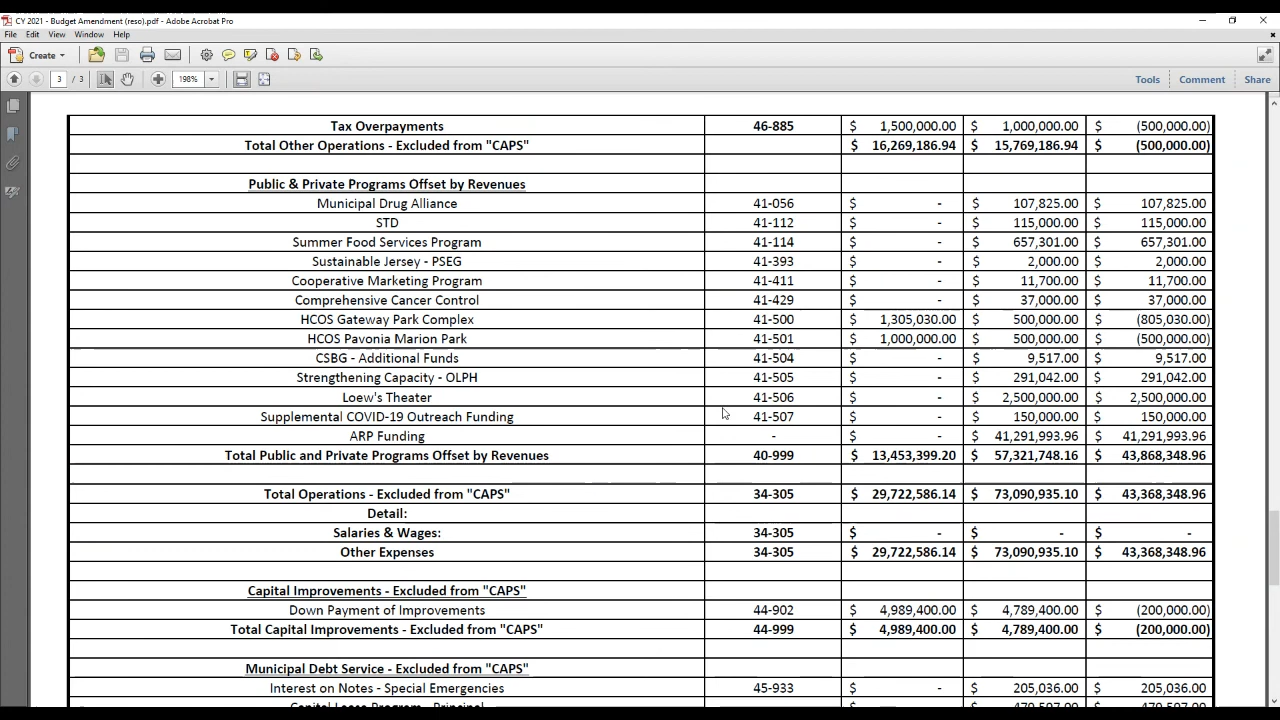 CY 2021 - Budget Amendment (reso).pdf - Adobe Acrobat Pro
File Edit View Window Help
Create
3 / 3 198% Tools Comment Share
Tax Overpayments 46-885 $ 1,500,000.00 $ 1,000,000.00 $ (500,000.00)
Total Other Operations - Excluded from "CAPS" $ 16,269,186.94 $ 15,769,186.94 $ (500,000.00)
Public & Private Programs Offset by Revenues
Municipal Drug Alliance 41-056 $ - $ 107,825.00 $ 107,825.00
STD 41-112 $ - $ 115,000.00 $ 115,000.00
Summer Food Services Program 41-114 $ - $ 657,301.00 $ 657,301.00
Sustainable Jersey - PSEG 41-393 $ - $ 2,000.00 $ 2,000.00
Cooperative Marketing Program 41-411 $ - $ 11,700.00 $ 11,700.00
Comprehensive Cancer Control 41-429 $ - $ 37,000.00 $ 37,000.00
HCOS Gateway Park Complex 41-500 $ 1,305,030.00 $ 500,000.00 $ (805,030.00)
HCOS Pavonia Marion Park 41-501 $ 1,000,000.00 $ 500,000.00 $ (500,000.00)
CSBG - Additional Funds 41-504 $ - $ 9,517.00 $ 9,517.00
Strengthening Capacity - OLPH 41-505 $ - $ 291,042.00 $ 291,042.00
Loew's Theater 41-506 $ - $ 2,500,000.00 $ 2,500,000.00
Supplemental COVID-19 Outreach Funding 41-507 $ - $ 150,000.00 $ 150,000.00
ARP Funding - $ - $ 41,291,993.96 $ 41,291,993.96
Total Public and Private Programs Offset by Revenues 40-999 $ 13,453,399.20 $ 57,321,748.16 $ 43,868,348.96
Total Operations - Excluded from "CAPS" 34-305 $ 29,722,586.14 $ 73,090,935.10 $ 43,368,348.96
Detail:
Salaries & Wages: 34-305 $ - $ - $ -
Other Expenses 34-305 $ 29,722,586.14 $ 73,090,935.10 $ 43,368,348.96
Capital Improvements - Excluded from "CAPS"
Down Payment of Improvements 44-902 $ 4,989,400.00 $ 4,789,400.00 $ (200,000.00)
Total Capital Improvements - Excluded from "CAPS" 44-999 $ 4,989,400.00 $ 4,789,400.00 $ (200,000.00)
Municipal Debt Service - Excluded from "CAPS"
Interest on Notes - Special Emergencies 45-933 $ - $ 205,036.00 $ 205,036.00
Capital Lease Program - Principal